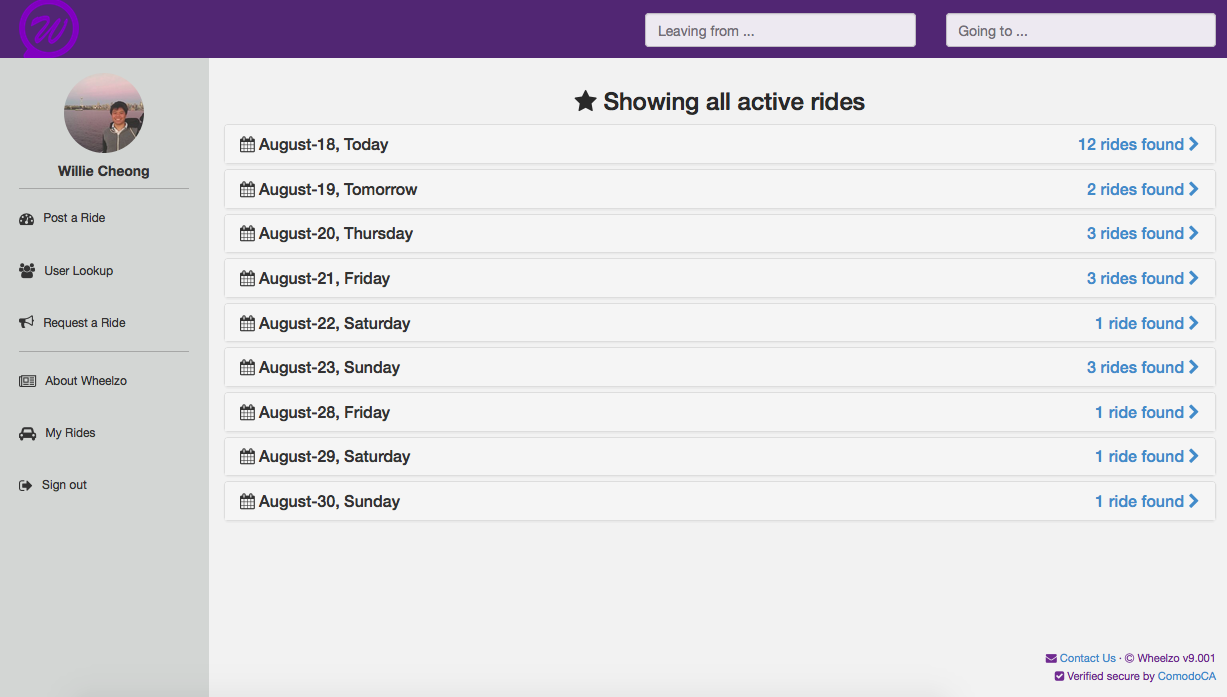 W
Leaving from ...
Going to ...
Willie Cheong
Post a Ride
User Lookup
Request a Ride
About Wheelzo
My Rides
Sign out
Showing all active rides
August-18, Today 12 rides found
August-19, Tomorrow 2 rides found
August-20, Thursday 3 rides found
August-21, Friday 3 rides found
August-22, Saturday 1 ride found
August-23, Sunday 3 rides found
August-28, Friday 1 ride found
August-29, Saturday 1 ride found
August-30, Sunday 1 ride found
Contact Us · © Wheelzo v9.001
Verified secure by ComodoCA